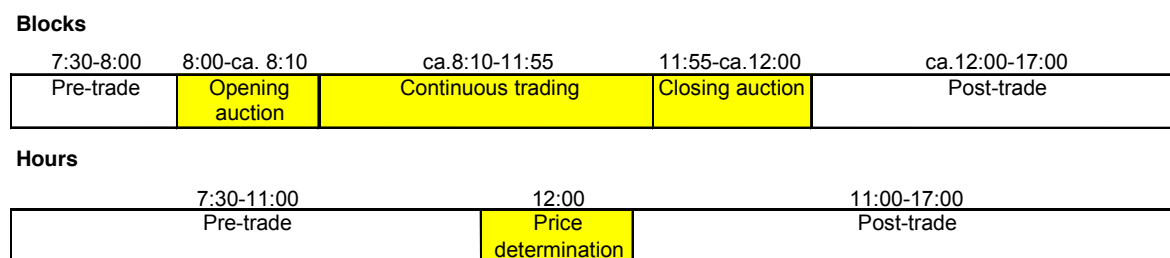 Blocks
7:30-8:00 8:00-ca. 8:10 ca.8:10-11:55 11:55-ca.12:00 ca.12:00-17:00
Pre-trade Opening Continuous trading Closing auction Post-trade
auction
Hours
7:30-11:00 12:00 11:00-17:00
Pre-trade Price Post-trade
determination